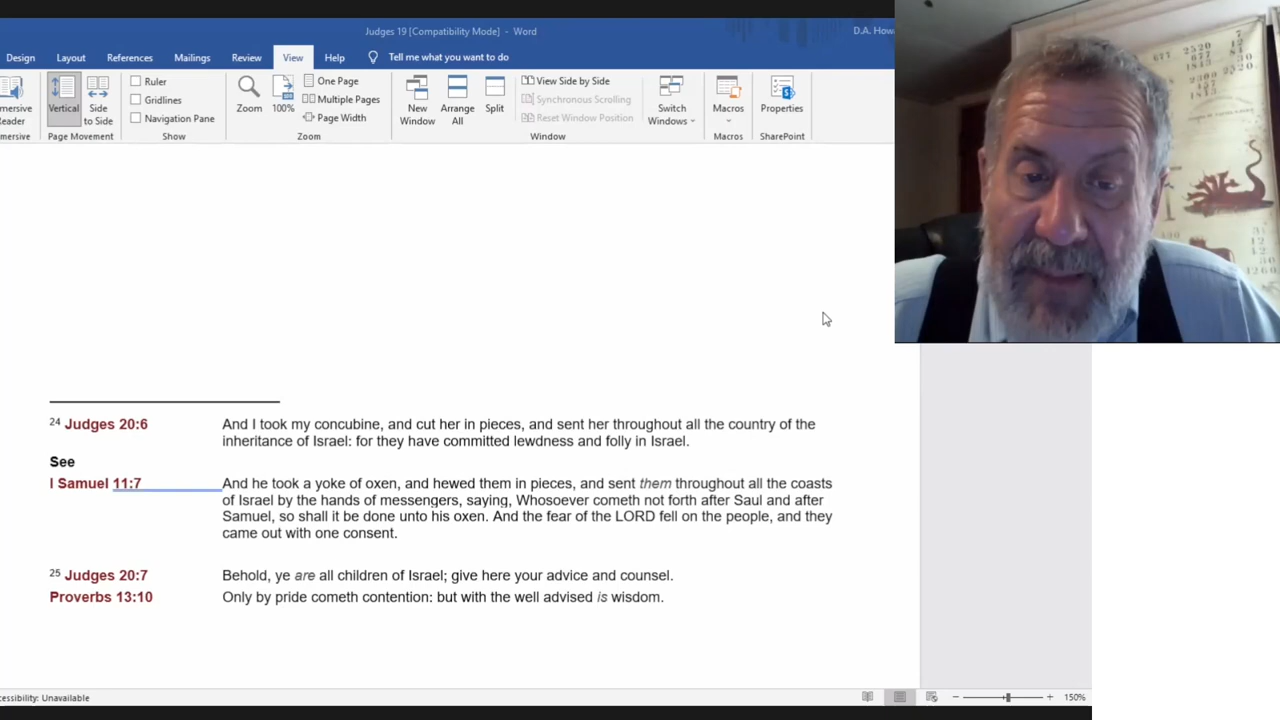 Judges 19 [Compatibility Mode] - Word
D.A. How
Design Layout References Mailings Review View Help Tell me what you want to do
Vertical
Side to Side
Page Movement
Ruler
Gridlines
Navigation Pane
Show
Zoom
100%
One Page
Multiple Pages
Page Width
Zoom
New Window
Arrange All
Split
View Side by Side
Synchronous Scrolling
Reset Window Position
Window
Switch Windows
Macros
Macros
Properties
SharePoint
677 2520
24 Judges 20:6 And I took my concubine, and cut her in pieces, and sent her throughout all the country of the
inheritance of Israel: for they have committed lewdness and folly in Israel.
See
I Samuel 11:7 And he took a yoke of oxen, and hewed them in pieces, and sent them throughout all the coasts
of Israel by the hands of messengers, saying, Whosoever cometh not forth after Saul and after
Samuel, so shall it be done unto his oxen. And the fear of the LORD fell on the people, and they
came out with one consent.
25 Judges 20:7 Behold, ye are all children of Israel; give here your advice and counsel.
Proverbs 13:10 Only by pride cometh contention: but with the well advised is wisdom.
cessibility: Unavailable
150%